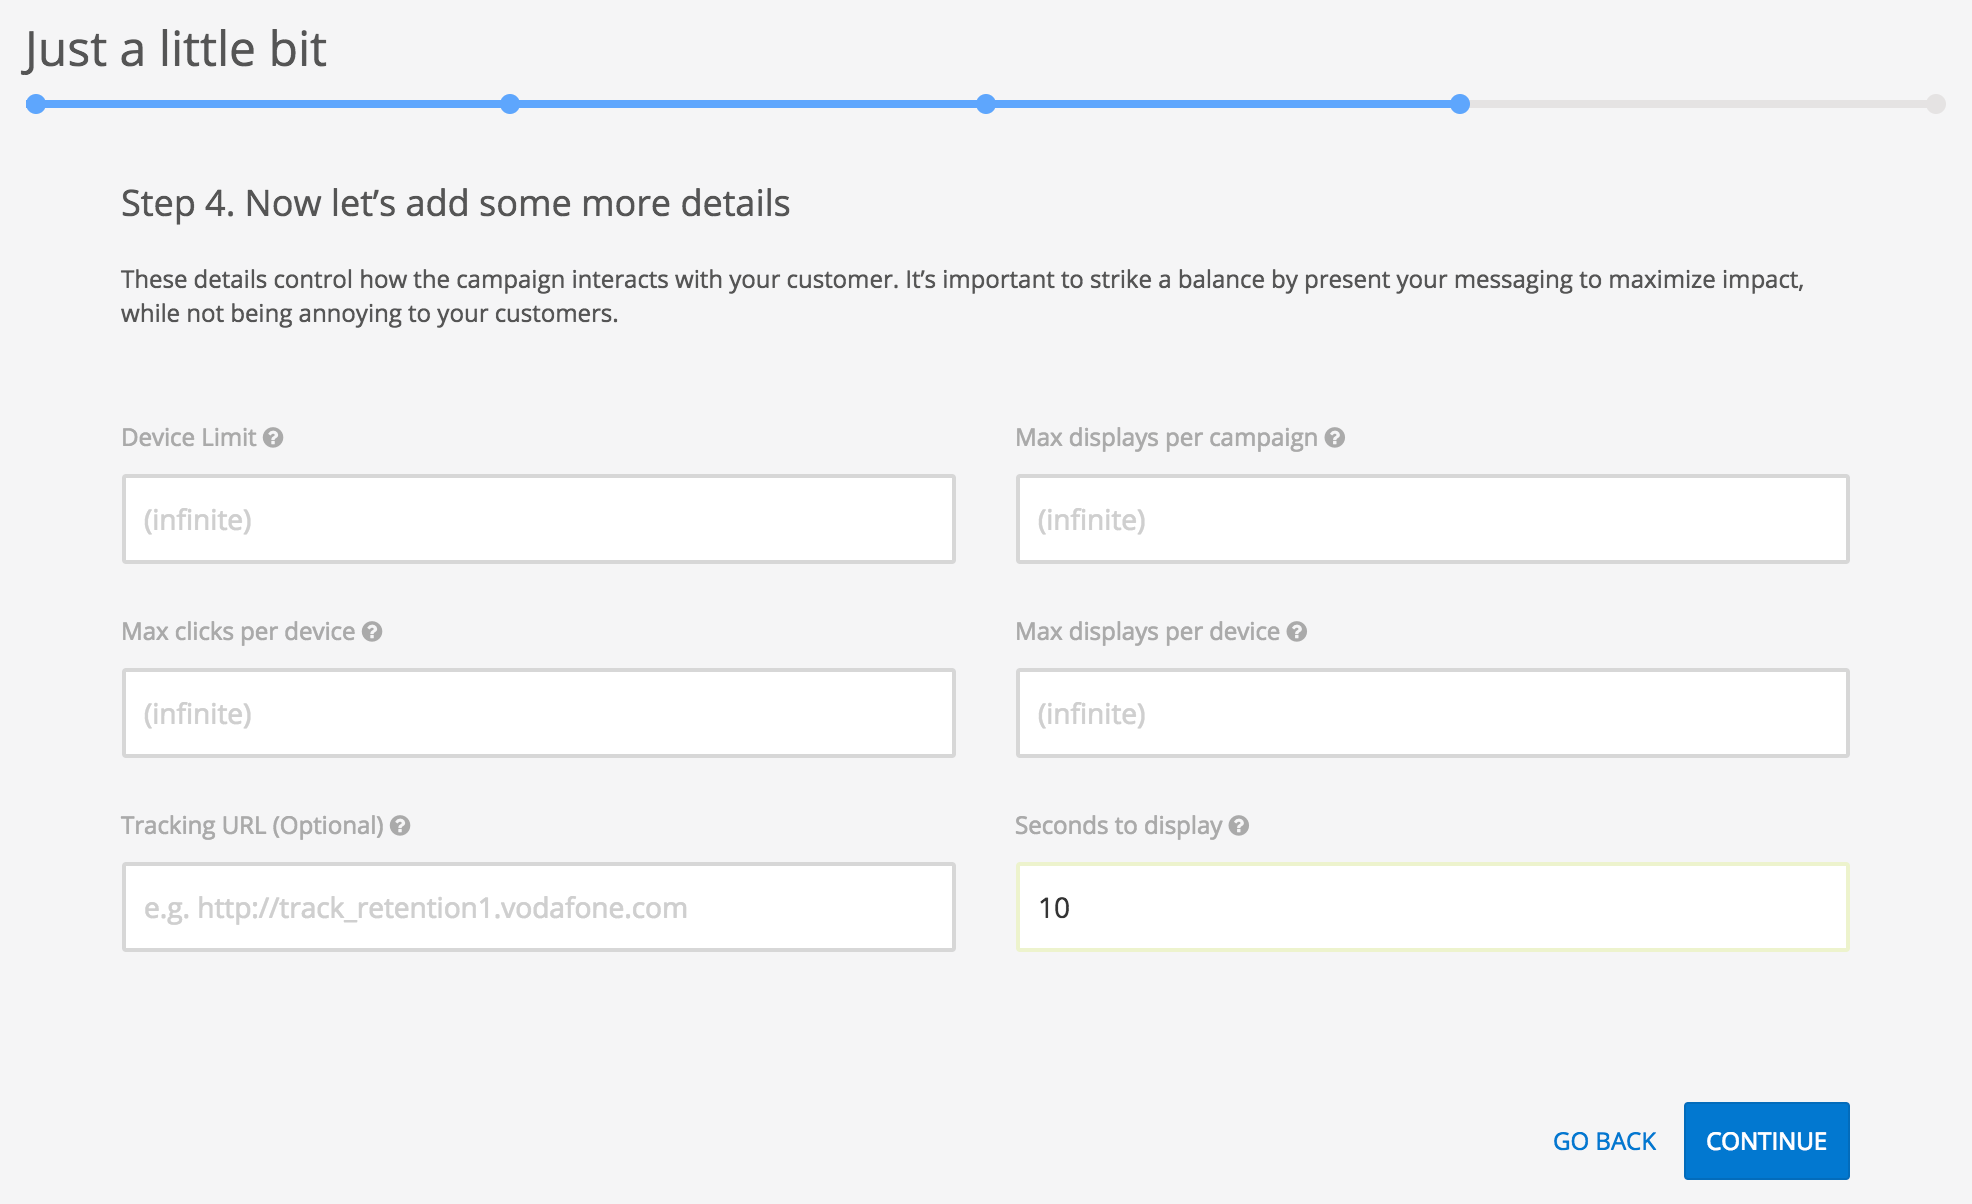 Just a little bit
Step 4. Now let’s add some more details
These details control how the campaign interacts with your customer. It’s important to strike a balance by present your messaging to maximize impact,
while not being annoying to your customers.
Device Limit
Max displays per campaign
(infinite)
(infinite)
Max clicks per device
Max displays per device
(infinite)
(infinite)
Tracking URL (Optional)
Seconds to display
e.g. http://track_retention1.vodafone.com
10
GO BACK
CONTINUE